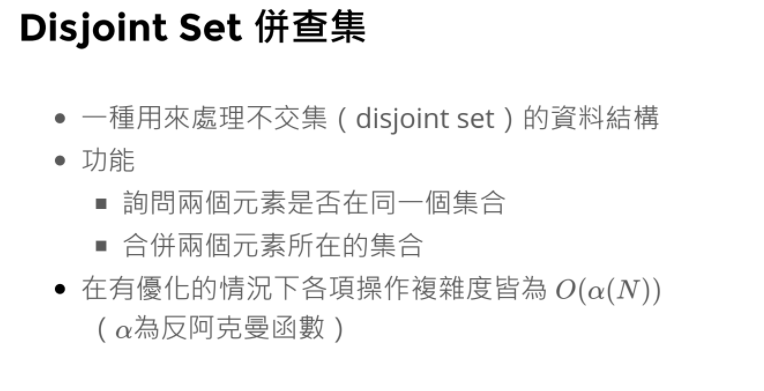 Disjoint Set 併查集
• 一種用來處理不交集（disjoint set）的資料結構
• 功能
▪ 詢問兩個元素是否在同一個集合
▪ 合併兩個元素所在的集合
• 在有優化的情況下各項操作複雜度皆為 O(α(N))
（α為反阿克曼函數）